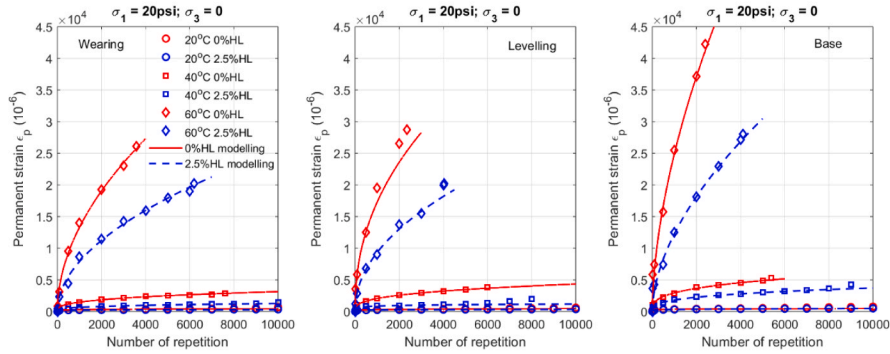 σ1 = 20psi; σ3 = 0
×10^4
Wearing
20°C 0%HL
20°C 2.5%HL
40°C 0%HL
40°C 2.5%HL
60°C 0%HL
60°C 2.5%HL
0%HL modelling
2.5%HL modelling
4.5
4
3.5
3
2.5
2
1.5
1
0.5
0
Permanent strain ϵp (10^-6)
0 2000 4000 6000 8000 10000
Number of repetition
σ1 = 20psi; σ3 = 0
×10^4
Levelling
4.5
4
3.5
3
2.5
2
1.5
1
0.5
0
Permanent strain ϵp (10^-6)
0 2000 4000 6000 8000 10000
Number of repetition
σ1 = 20psi; σ3 = 0
×10^4
Base
4.5
4
3.5
3
2.5
2
1.5
1
0.5
0
Permanent strain ϵp (10^-6)
0 2000 4000 6000 8000 10000
Number of repetition